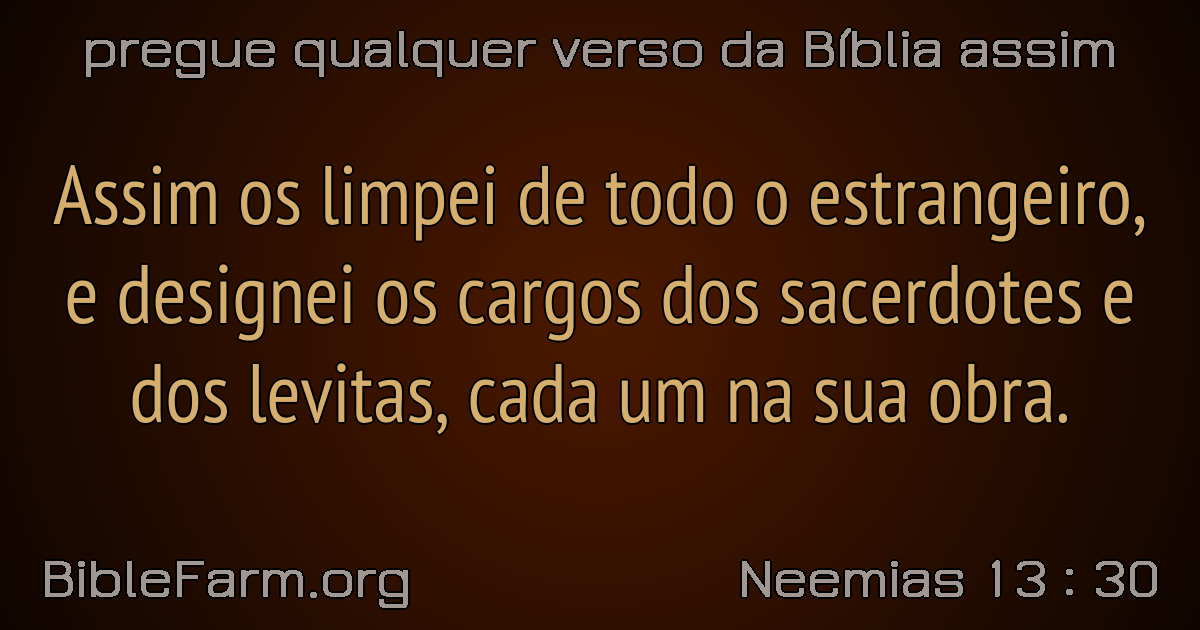 pregue qualquer verso da Bíblia assim
Assim os limpei de todo o estrangeiro,
e designei os cargos dos sacerdotes e
dos levitas, cada um na sua obra.
BibleFarm.org
Neemias 13 : 30